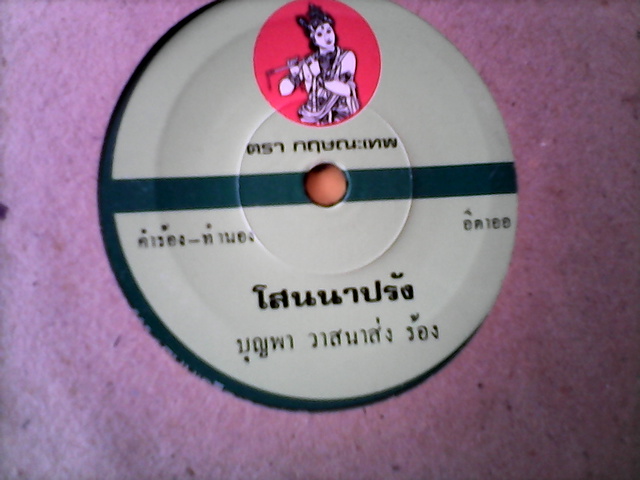 ตรา กฤษณะเทพ
คำร้อง-ทำนอง อิดาออ
โสนนาปรัง
บุญพา วาสนาส่ง ร้อง